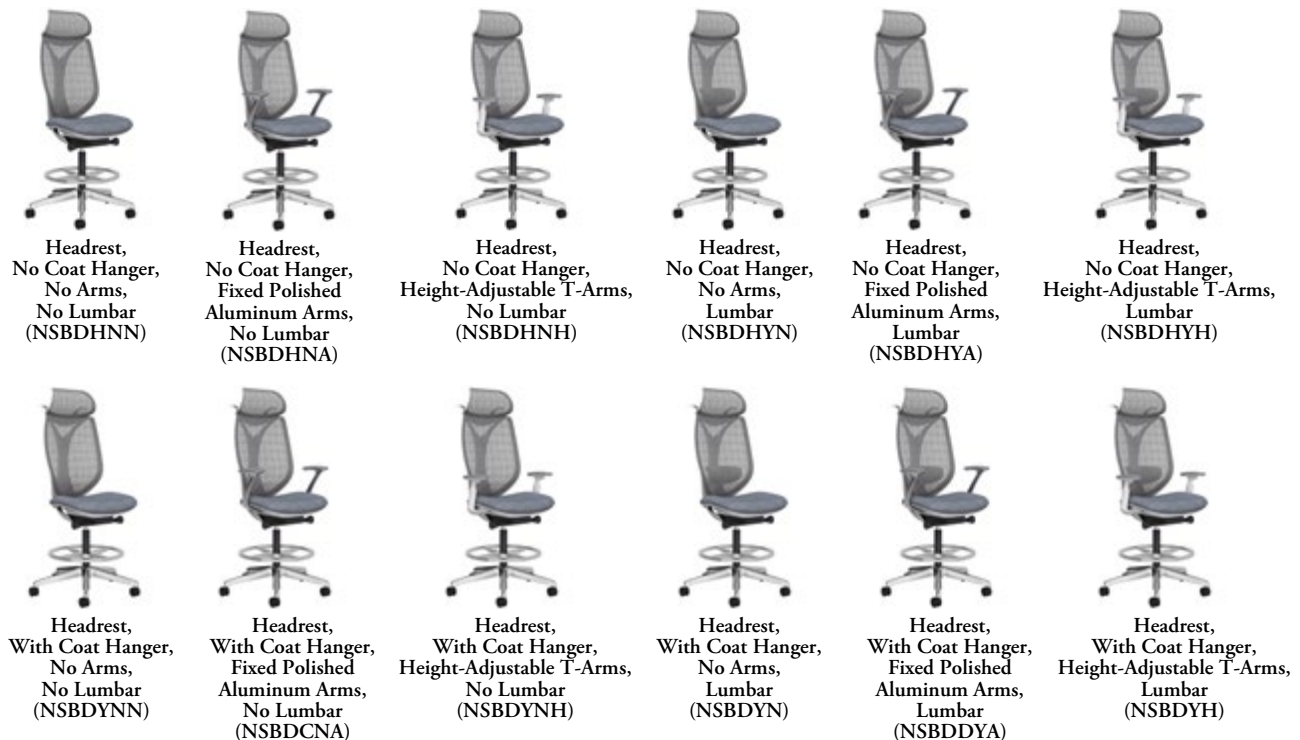 Headrest,
No Coat Hanger,
No Arms,
No Lumbar
(NSBDHNN)
Headrest,
No Coat Hanger,
Fixed Polished
Aluminum Arms,
No Lumbar
(NSBDHNA)
Headrest,
No Coat Hanger,
Height-Adjustable T-Arms,
No Lumbar
(NSBDHNH)
Headrest,
No Coat Hanger,
No Arms,
Lumbar
(NSBDHYN)
Headrest,
No Coat Hanger,
Fixed Polished
Aluminum Arms,
Lumbar
(NSBDHYA)
Headrest,
No Coat Hanger,
Height-Adjustable T-Arms,
Lumbar
(NSBDHYH)
Headrest,
With Coat Hanger,
No Arms,
No Lumbar
(NSBDYNN)
Headrest,
With Coat Hanger,
Fixed Polished
Aluminum Arms,
No Lumbar
(NSBDCNA)
Headrest,
With Coat Hanger,
Height-Adjustable T-Arms,
No Lumbar
(NSBDYNH)
Headrest,
With Coat Hanger,
No Arms,
Lumbar
(NSBDYN)
Headrest,
With Coat Hanger,
Fixed Polished
Aluminum Arms,
Lumbar
(NSBDDYA)
Headrest,
With Coat Hanger,
Height-Adjustable T-Arms,
Lumbar
(NSBDYH)